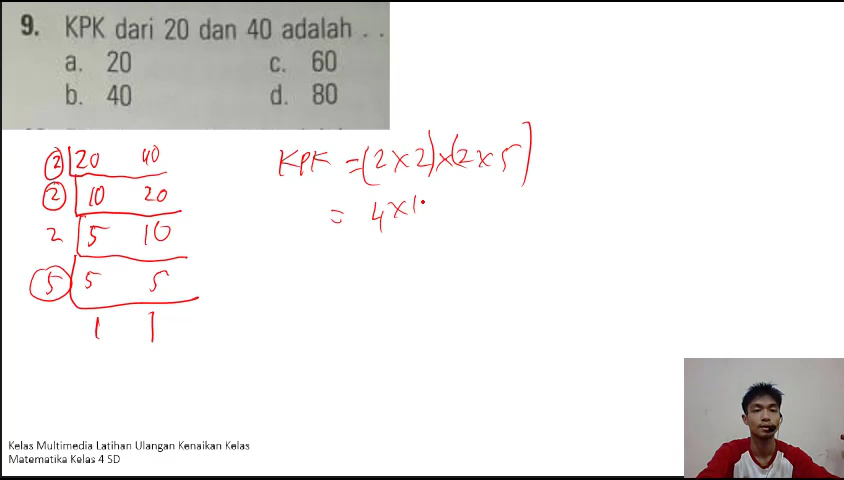 9. KPK dari 20 dan 40 adalah . .
a. 20 c. 60
b. 40 d. 80
2 20 40
2 10 20
2 5 10
5 5 5
1 1
KPK = (2 x 2) x (2 x 5)
= 4 x 1
Kelas Multimedia Latihan Ulangan Kenaikan Kelas
Matematika Kelas 4 SD